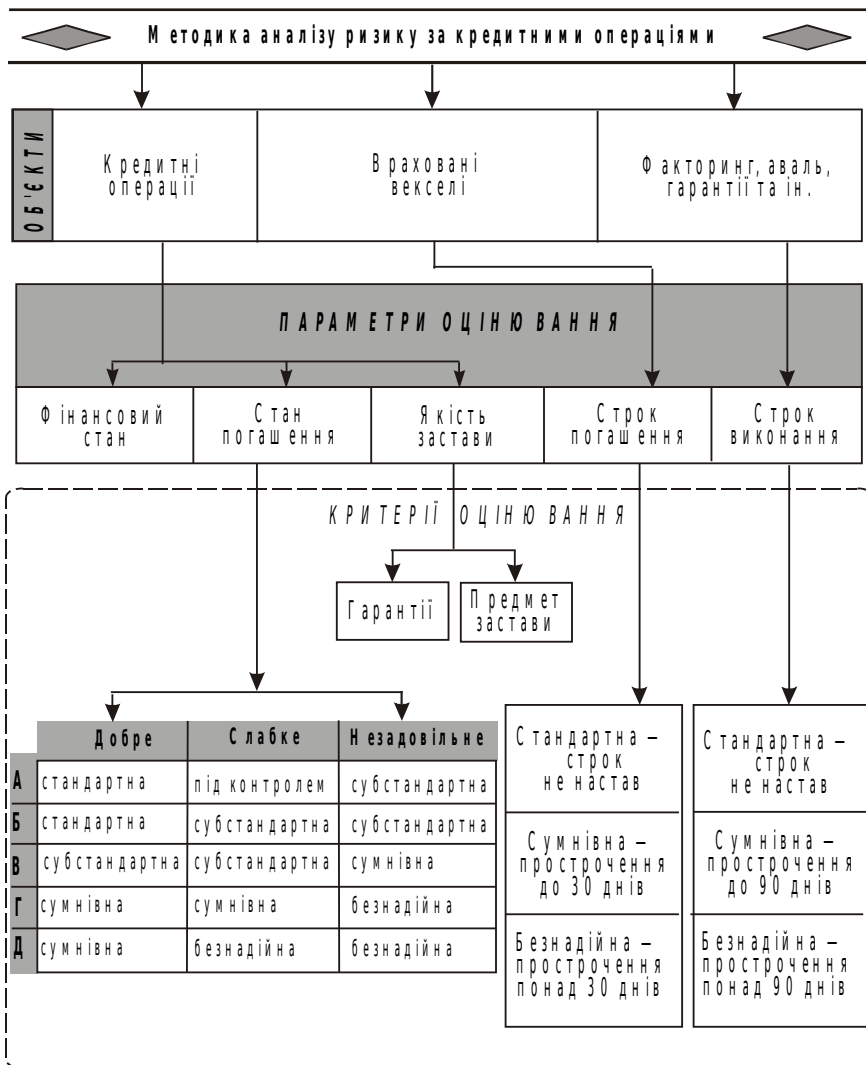 Методика аналізу ризику за кредитними операціями
ОБ'ЄКТИ
Кредитні
операції
Враховані
векселі
Факторинг, аваль,
гарантії та ін.
ПАРАМЕТРИ ОЦІНЮВАННЯ
Фінансовий
стан
Стан
погашення
Якість
застави
Строк
погашення
Строк
виконання
КРИТЕРІЇ ОЦІНЮВАННЯ
Гарантії
Предмет
застави
Добре Слабке Незадовільне
А стандартна під контролем субстандартна
Б стандартна субстандартна субстандартна
В субстандартна субстандартна сумнівна
Г сумнівна сумнівна безнадійна
Д сумнівна безнадійна безнадійна
Стандартна –
строк
не настав
Сумнівна –
прострочення
до 30 днів
Безнадійна –
прострочення
понад 30 днів
Стандартна –
строк
не настав
Сумнівна –
прострочення
до 90 днів
Безнадійна –
прострочення
понад 90 днів